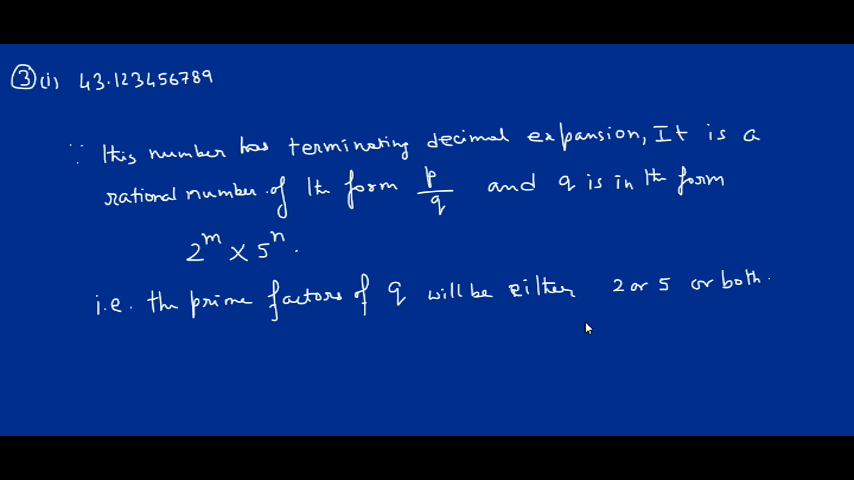 ③(i) 43.123456789
∵ This number has terminating decimal expansion, It is a
rational number of the form p/q and q is in the form
2^m × 5^n.
i.e. the prime factors of q will be either 2 or 5 or both.